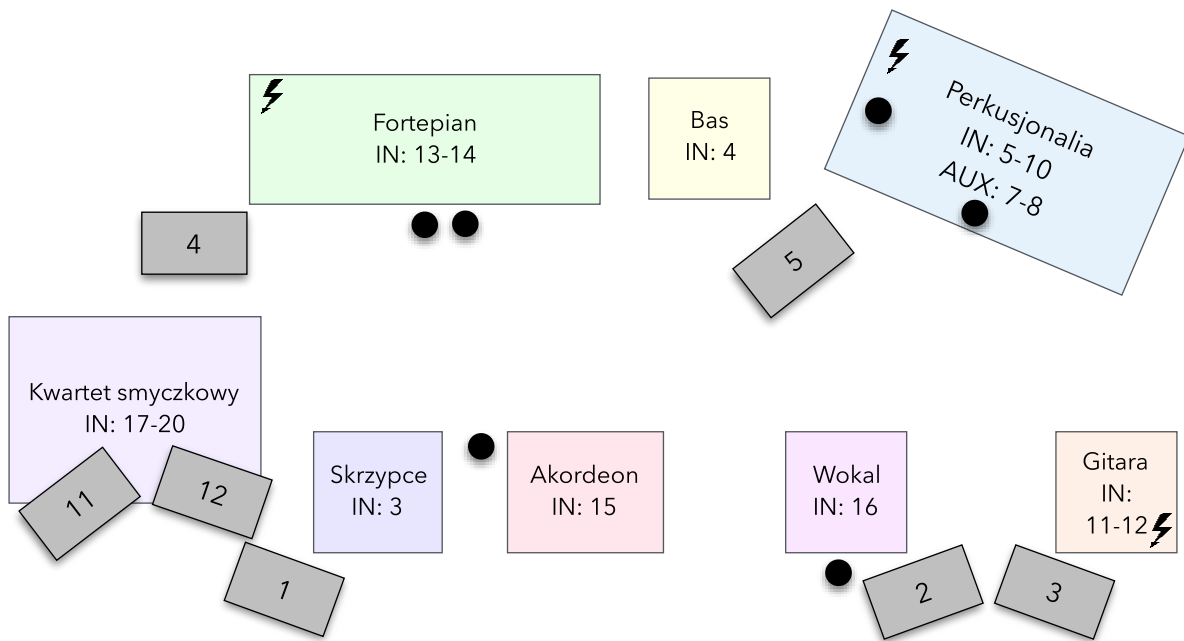 Fortepian
IN: 13-14
Bas
IN: 4
Perkusjonalia
IN: 5-10
AUX: 7-8
4
5
Kwartet smyczkowy
IN: 17-20
11
12
1
Skrzypce
IN: 3
Akordeon
IN: 15
Wokal
IN: 16
Gitara
IN:
11-12
2
3